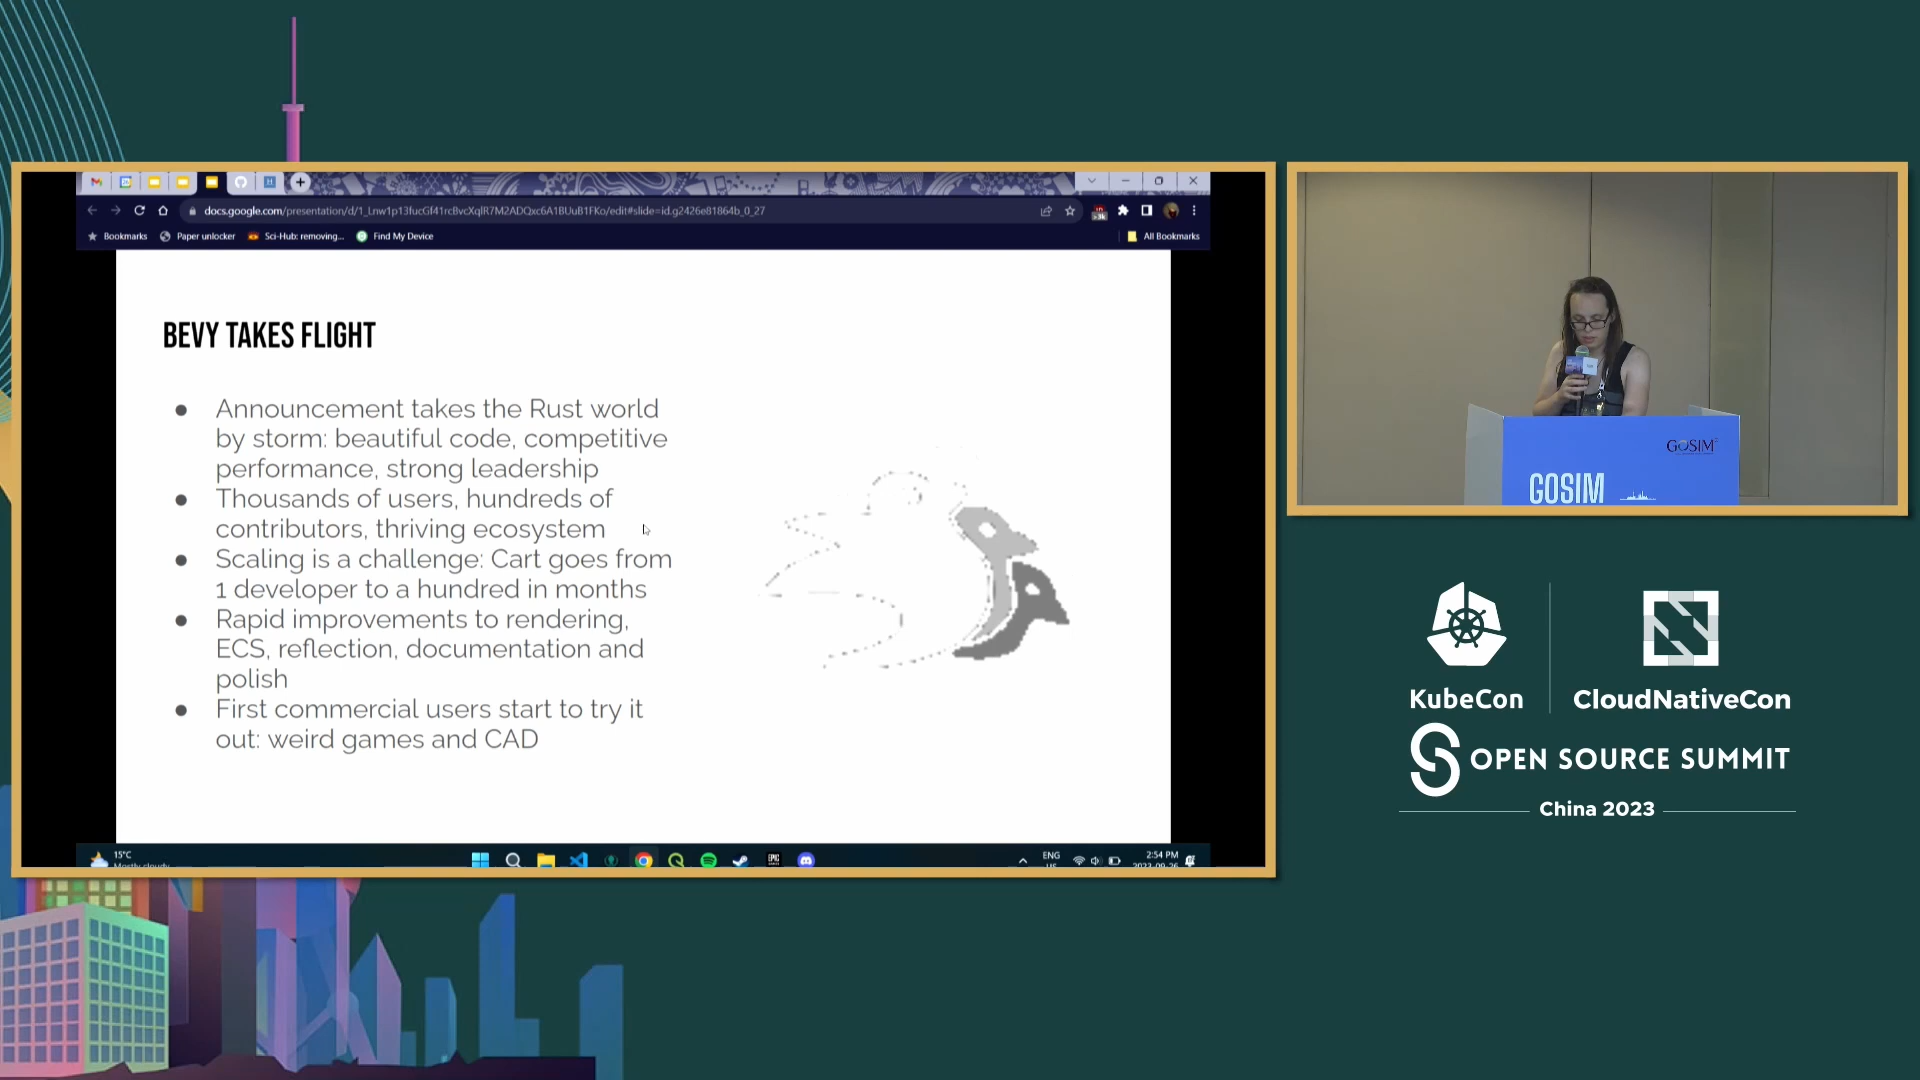 docs.google.com/presentation/d/1_Lnw1p13fucGf41rcBvcXqlR7M2ADQxc6A1BUuB1FKo/edit#slide=id.g2426e81864b_0_27
Bookmarks
Paper unlocker
Sci-Hub: removing...
Find My Device
All Bookmarks
BEVY TAKES FLIGHT
Announcement takes the Rust world
by storm: beautiful code, competitive
performance, strong leadership
Thousands of users, hundreds of
contributors, thriving ecosystem
Scaling is a challenge: Cart goes from
1 developer to a hundred in months
Rapid improvements to rendering,
ECS, reflection, documentation and
polish
First commercial users start to try it
out: weird games and CAD
15°C
Mostly cloudy
EPIC
ENG
US
2:54 PM
2023-09-26
GOSIM
GOSIM
KubeCon
CloudNativeCon
OPEN SOURCE SUMMIT
China 2023